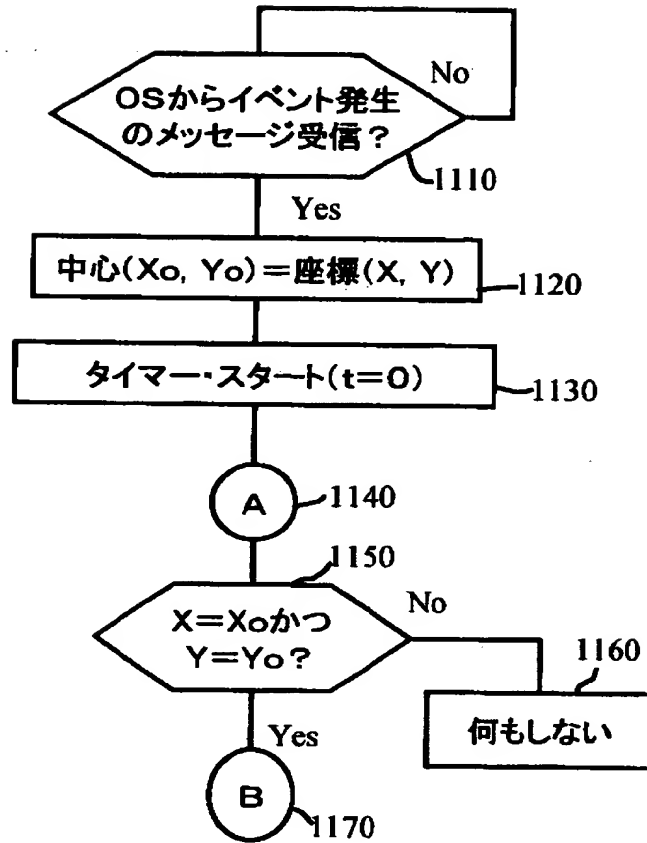 No
OSからイベント発生
のメッセージ受信？
1110
Yes
中心(Xo, Yo)=座標(X, Y)
1120
タイマー・スタート(t=0)
1130
A
1140
1150
X=Xoかつ
Y=Yo？
No
1160
何もしない
Yes
B
1170